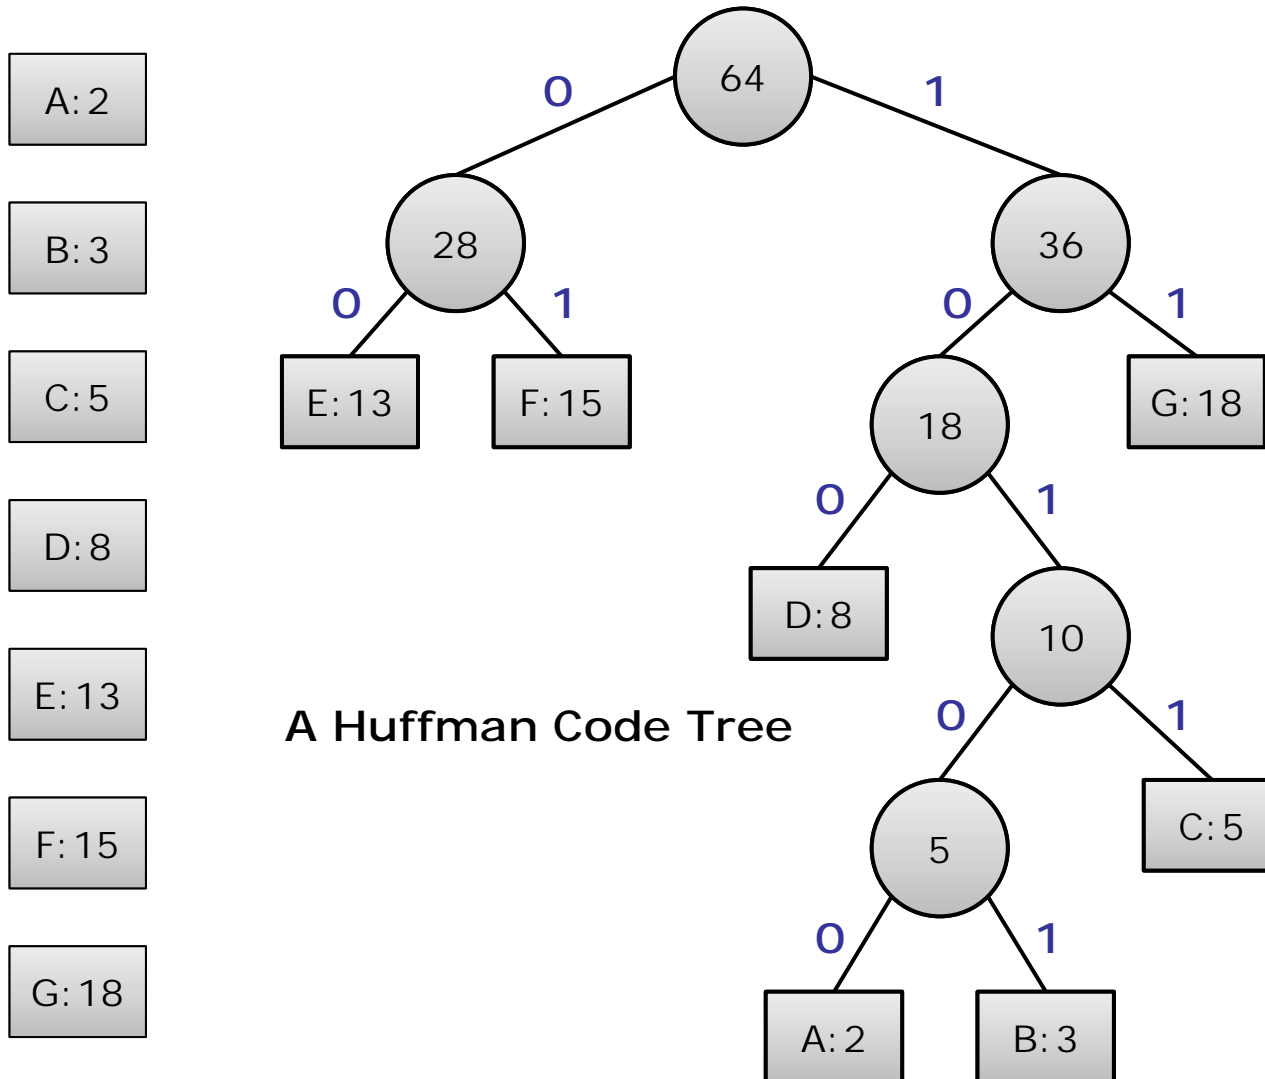 A:2
B:3
C:5
D:8
E:13
F:15
G:18
64
0 1
28 36
0 1 0 1
E:13 F:15 18 G:18
0 1
D:8 10
A Huffman Code Tree
0 1
5 C:5
0 1
A:2 B:3